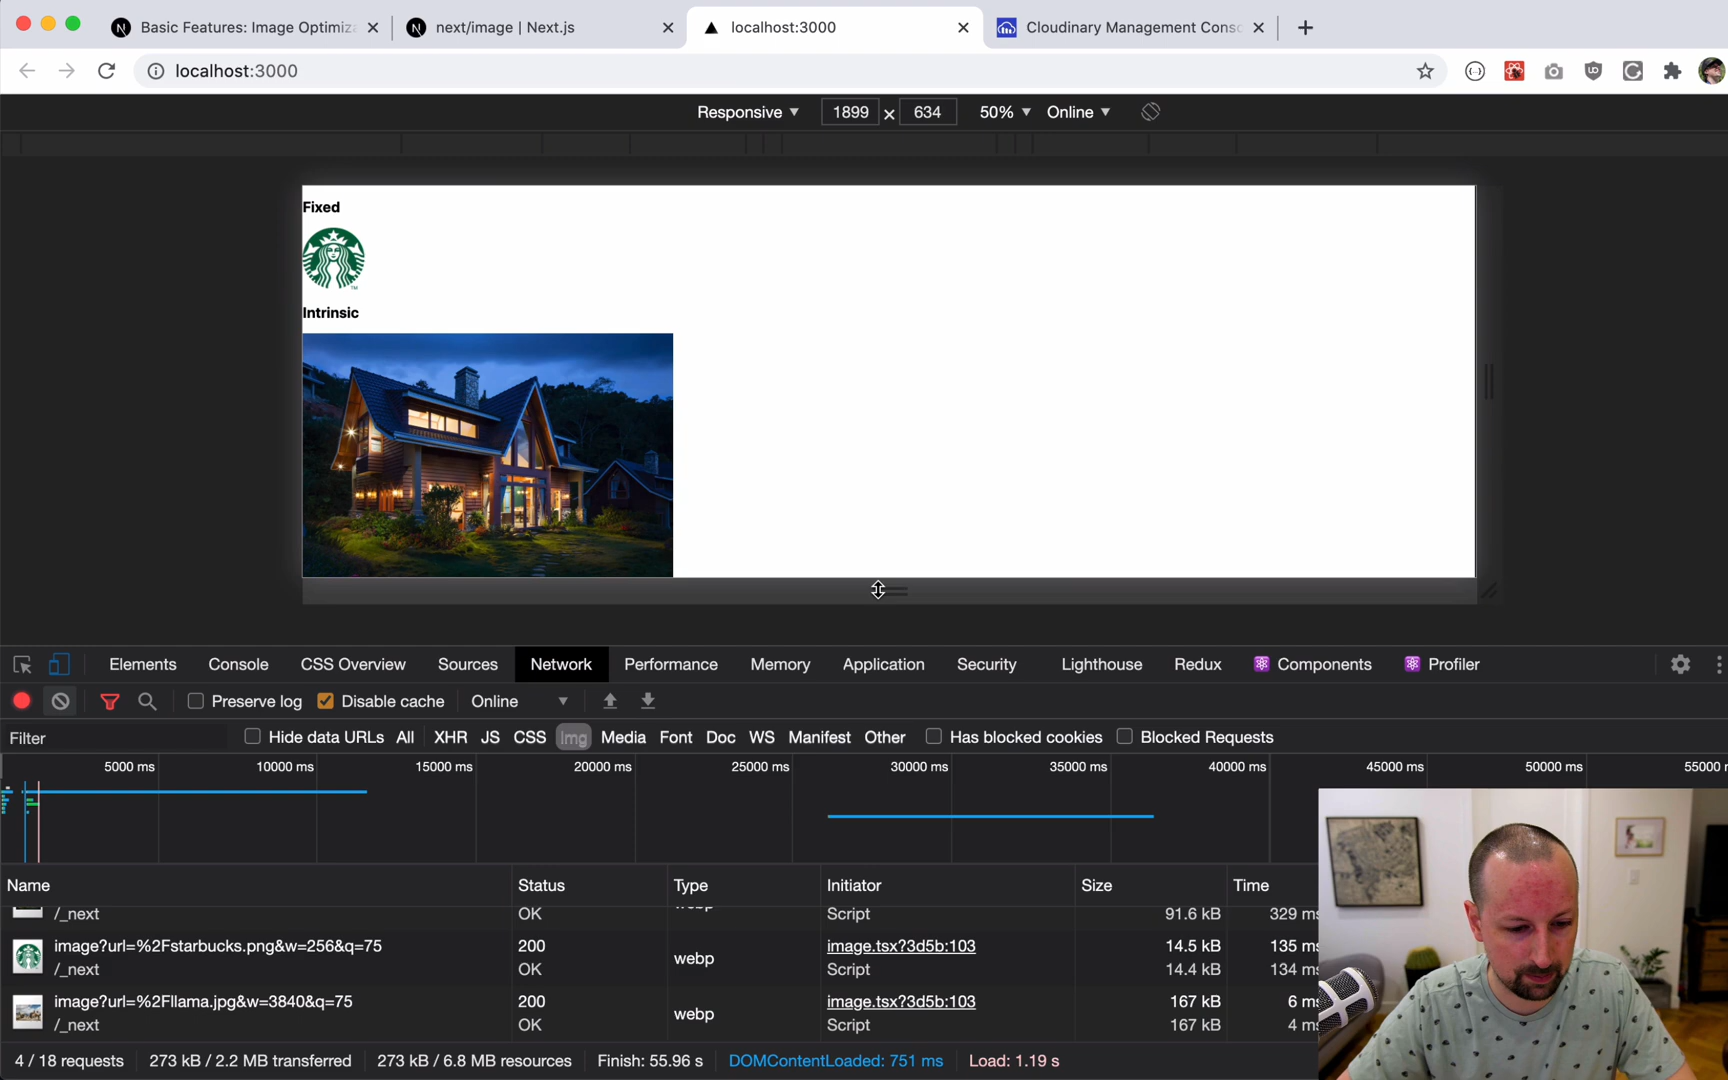 Basic Features: Image Optimiza
next/image | Next.js
localhost:3000
Cloudinary Management Cons
localhost:3000
Responsive ▼ 1899 × 634 50% ▼ Online ▼
Fixed
Intrinsic
Elements Console CSS Overview Sources Network Performance Memory Application Security Lighthouse Redux Components Profiler
Preserve log Disable cache Online ▼
Filter Hide data URLs All XHR JS CSS Img Media Font Doc WS Manifest Other Has blocked cookies Blocked Requests
5000 ms 10000 ms 15000 ms 20000 ms 25000 ms 30000 ms 35000 ms 40000 ms 45000 ms 50000 ms 55000
Name Status Type Initiator Size Time
/_next OK webp Script 91.6 kB 329 ms
image?url=%2Fstarbucks.png&w=256&q=75 200 webp image.tsx?3d5b:103 14.5 kB 135 ms
/_next OK Script 14.4 kB 134 ms
image?url=%2Fllama.jpg&w=3840&q=75 200 webp image.tsx?3d5b:103 167 kB 6 ms
/_next OK Script 167 kB 4 ms
4 / 18 requests 273 kB / 2.2 MB transferred 273 kB / 6.8 MB resources Finish: 55.96 s DOMContentLoaded: 751 ms Load: 1.19 s